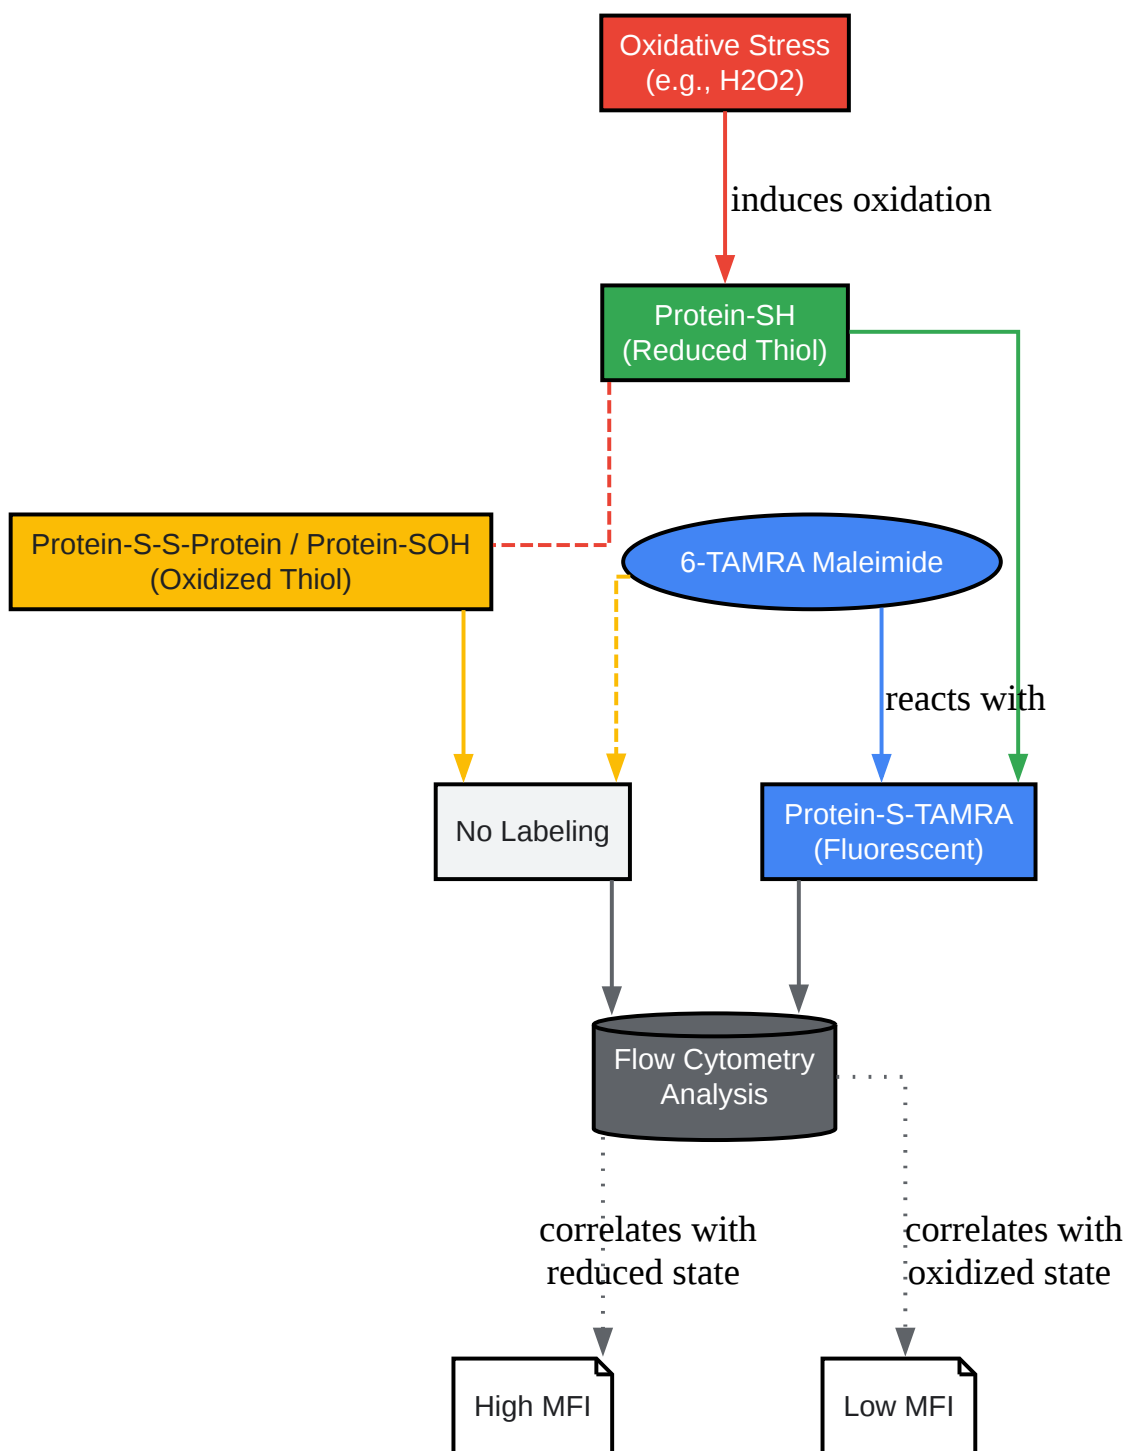 Oxidative Stress
(e.g., H2O2)
induces oxidation
Protein-SH
(Reduced Thiol)
Protein-S-S-Protein / Protein-SOH
(Oxidized Thiol)
6-TAMRA Maleimide
reacts with
No Labeling
Protein-S-TAMRA
(Fluorescent)
Flow Cytometry
Analysis
correlates with
reduced state
correlates with
oxidized state
High MFI
Low MFI